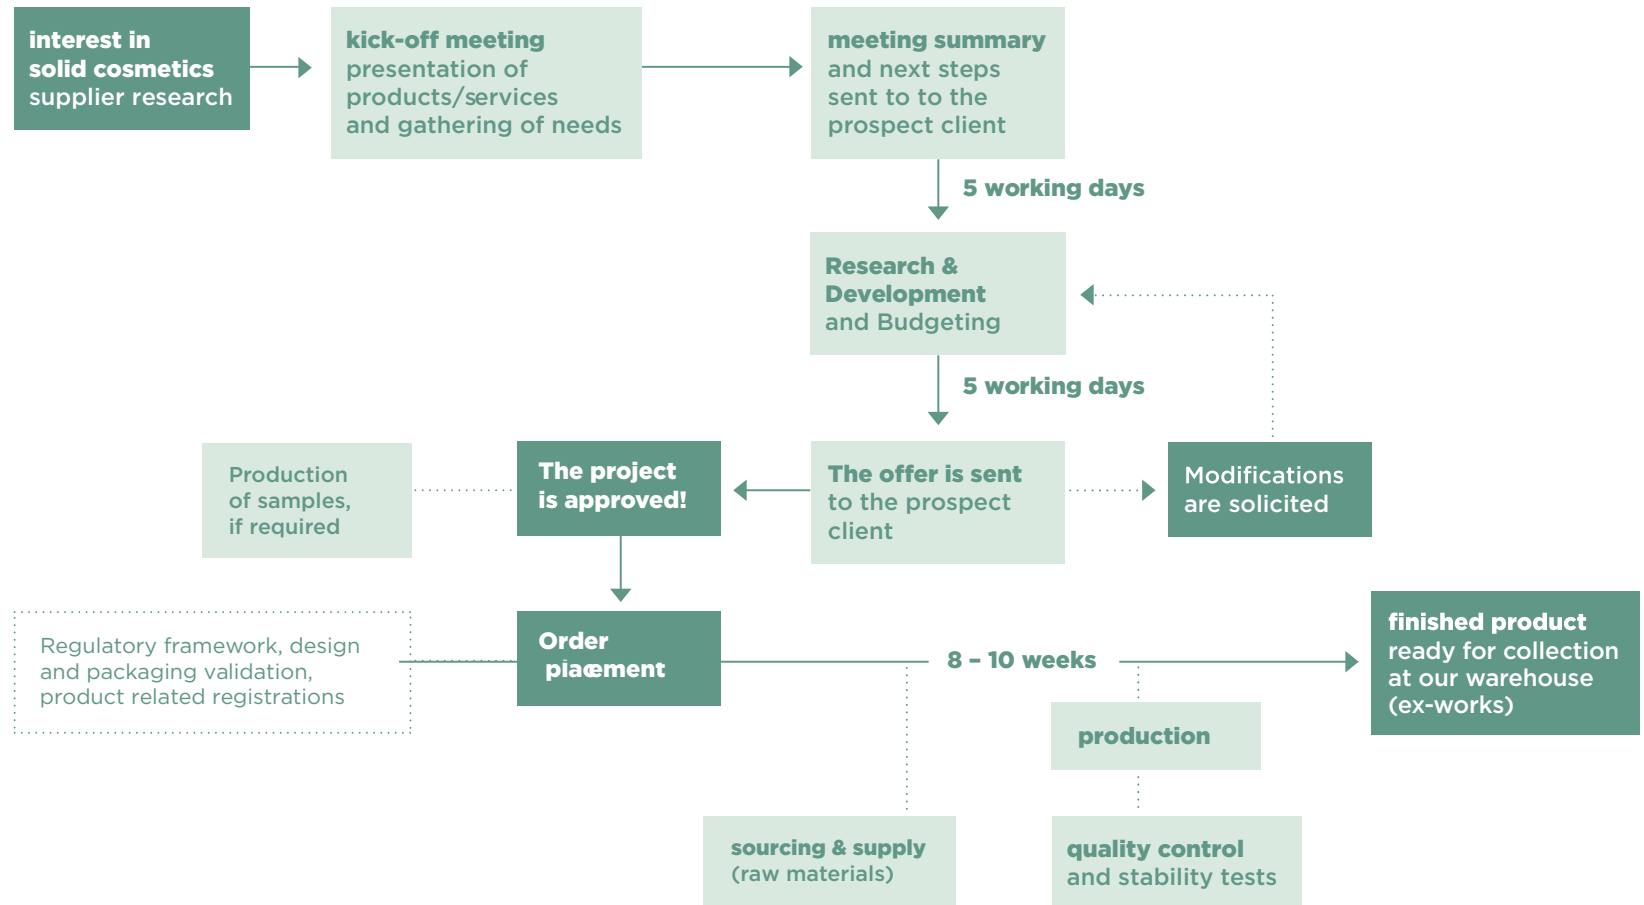 interest in
solid cosmetics
supplier research
kick-off meeting
presentation of
products/services
and gathering of needs
meeting summary
and next steps
sent to to the
prospect client
5 working days
Research &
Development
and Budgeting
5 working days
Production
of samples,
if required
The project
is approved!
The offer is sent
to the prospect
client
Modifications
are solicited
Regulatory framework, design
and packaging validation,
product related registrations
Order
placement
8 – 10 weeks
finished product
ready for collection
at our warehouse
(ex-works)
production
sourcing & supply
(raw materials)
quality control
and stability tests